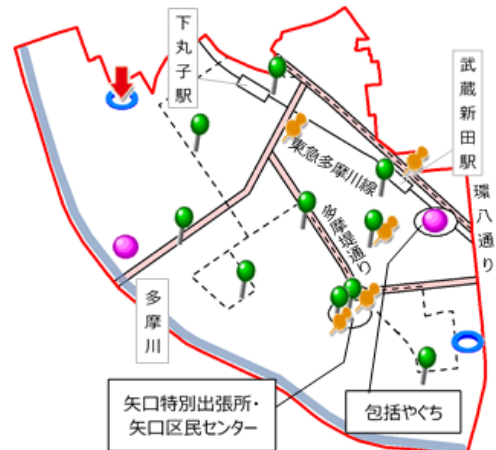 下丸子駅
武蔵新田駅
東急多摩川線
環八通り
多摩堤通り
多摩川
矢口特別出張所・
矢口区民センター
包括やぐち